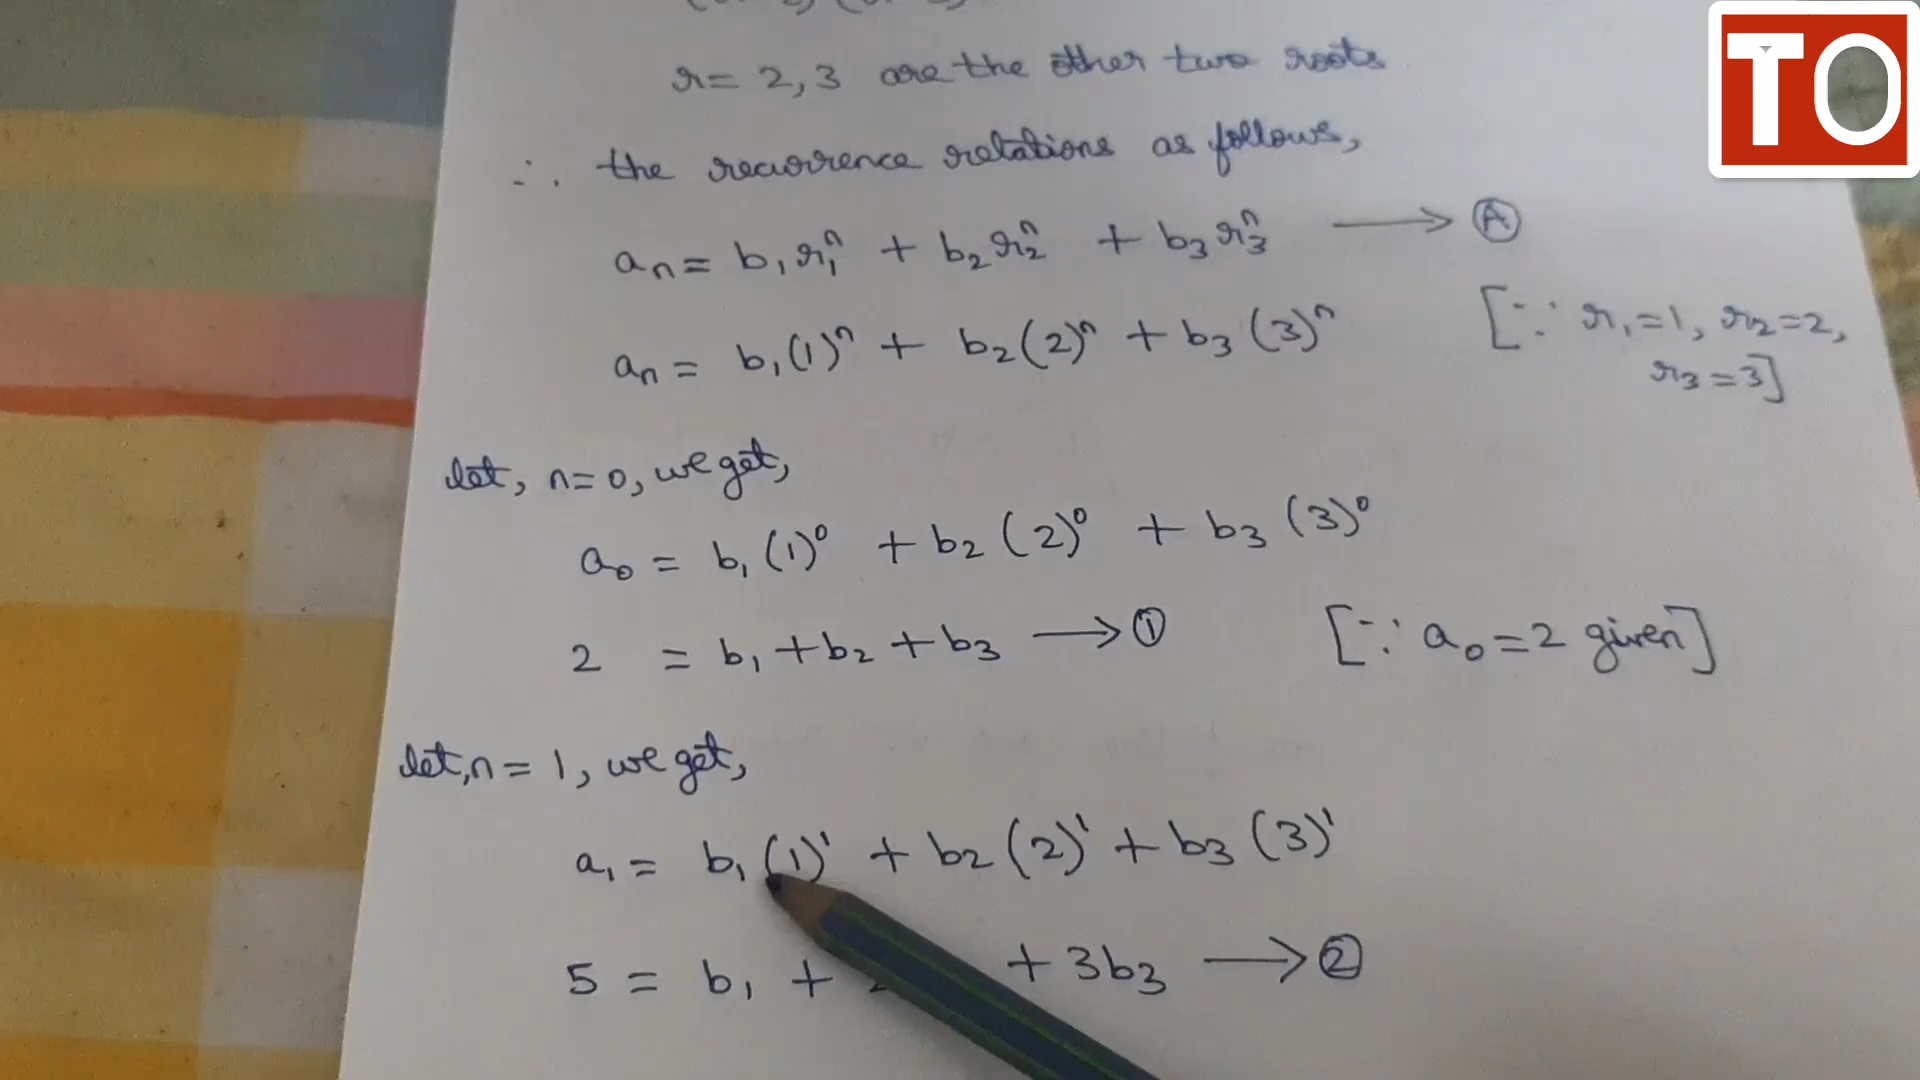 TO
r = 2, 3 are the other two roots
∴ the recurrence relations as follows,
aₙ = b₁r₁ⁿ + b₂r₂ⁿ + b₃r₃ⁿ ⟶ Ⓐ
aₙ = b₁(1)ⁿ + b₂(2)ⁿ + b₃(3)ⁿ [∵ r₁=1, r₂=2,
r₃=3]
let, n=0, we get,
a₀ = b₁(1)⁰ + b₂(2)⁰ + b₃(3)⁰
2 = b₁+b₂+b₃ ⟶ ① [∵ a₀=2 given]
let, n=1, we get,
a₁ = b₁(1)¹ + b₂(2)¹ + b₃(3)¹
5 = b₁ + + 3b₃ ⟶ ②